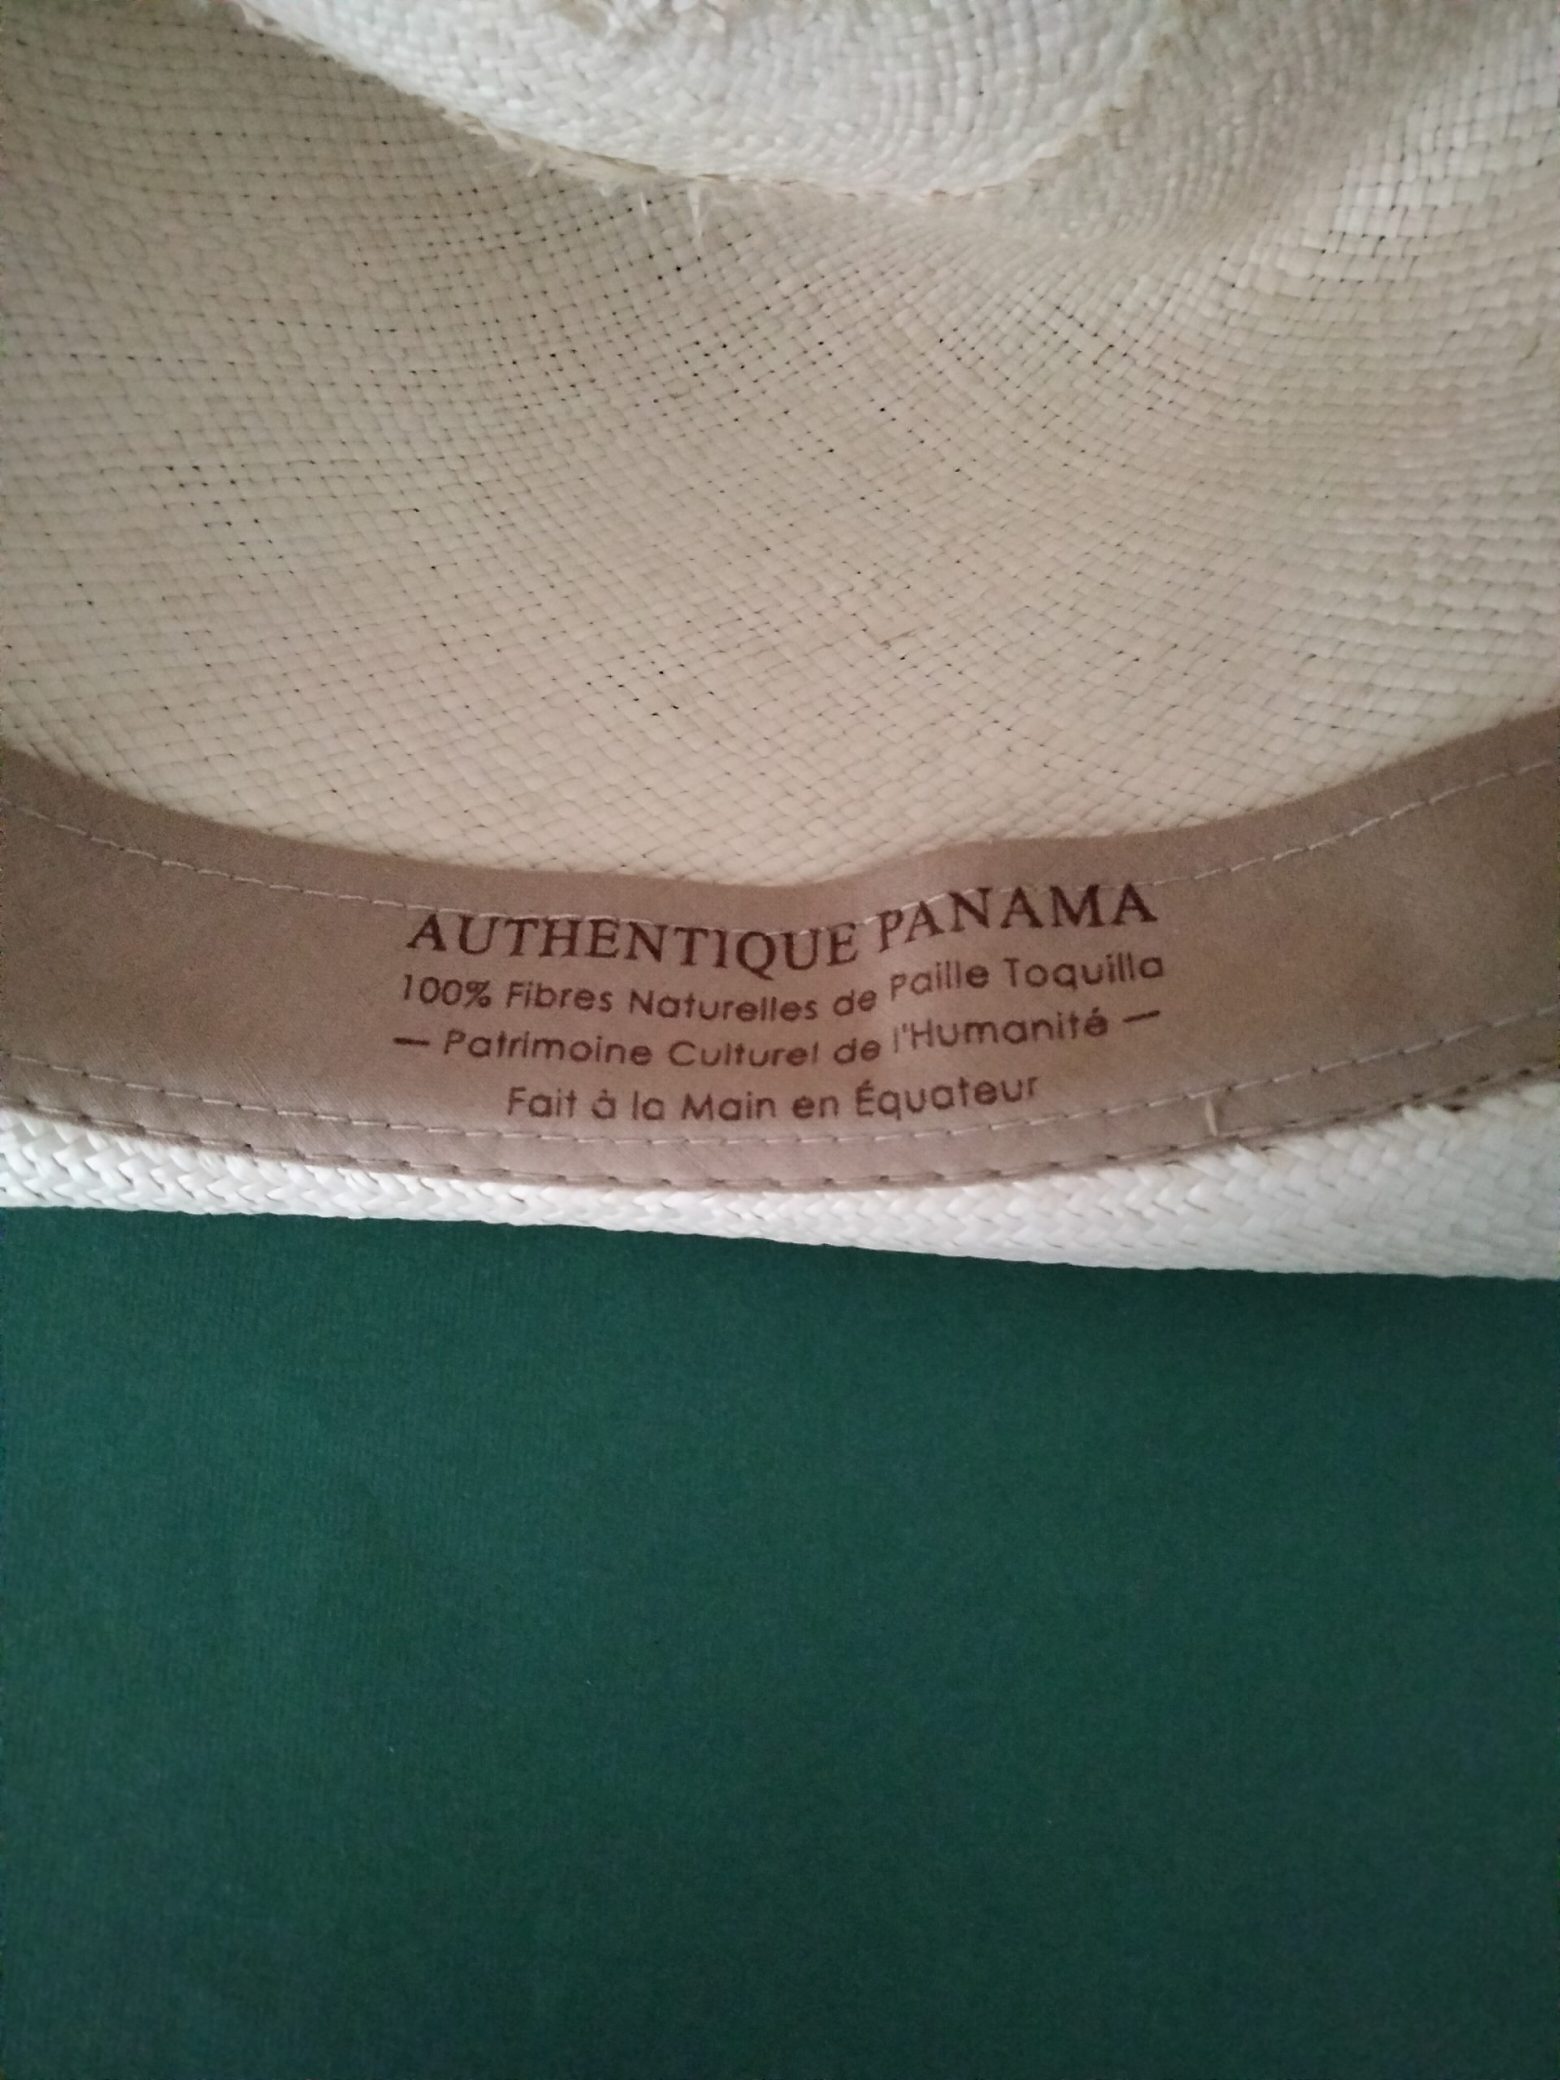 AUTHENTIQUE PANAMA
100% Fibres Naturelles de Paille Toquilla
— Patrimoine Culturel de l'Humanité —
Fait à la Main en Équateur